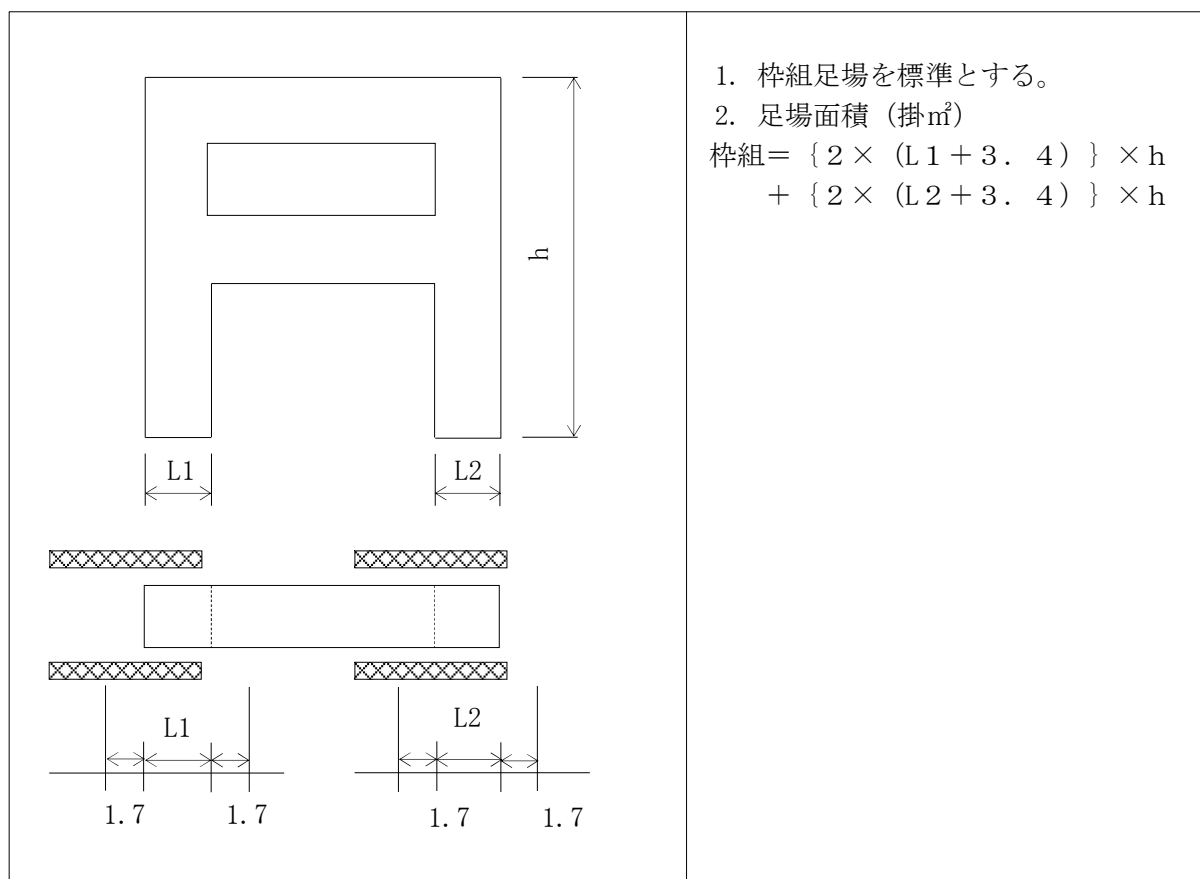 1. 枠組足場を標準とする。
2. 足場面積（掛㎡）
枠組＝｛２×（L１＋３．４）｝×ｈ
＋｛２×（L２＋３．４）｝×ｈ
h
L1
L2
L1
L2
1.7
1.7
1.7
1.7